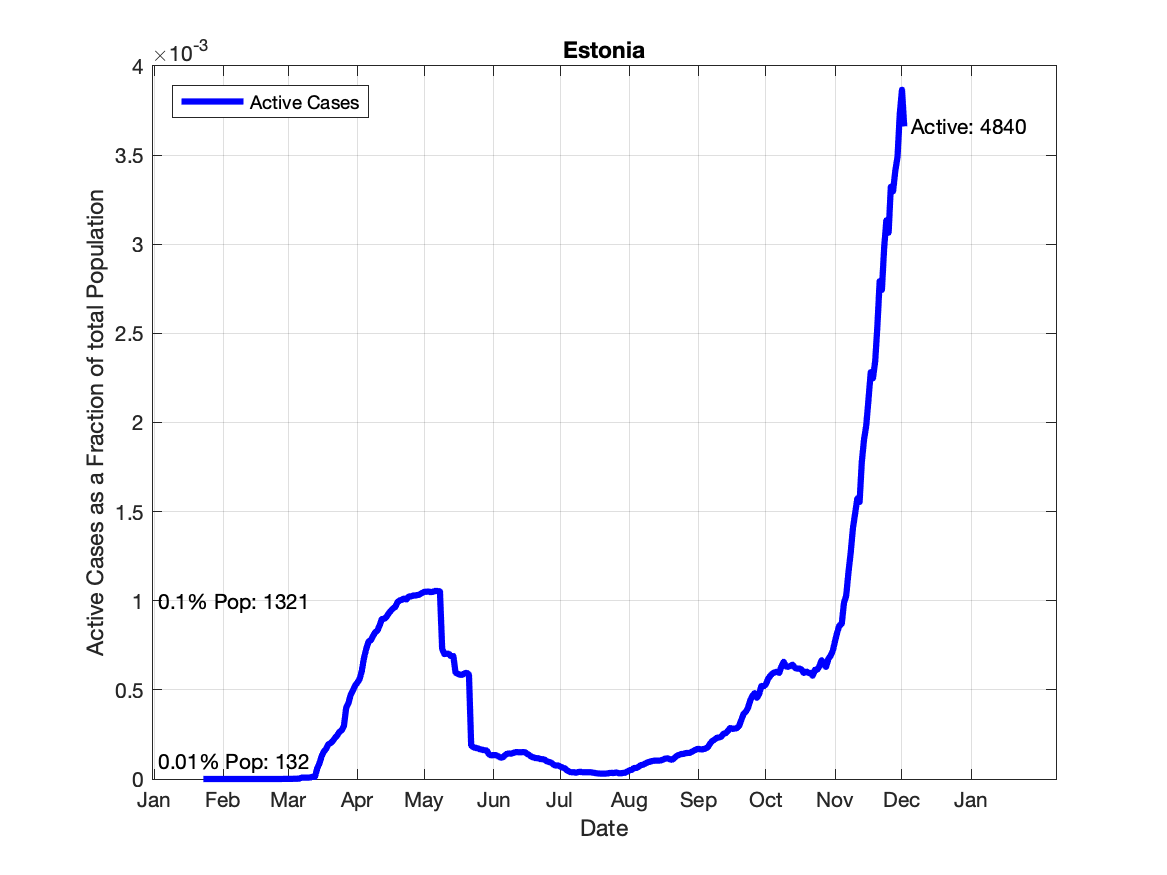 Estonia
×10-3
4
3.5
3
2.5
2
1.5
1
0.5
0
Active Cases as a Fraction of total Population
Active Cases
Active: 4840
0.1% Pop: 1321
0.01% Pop: 132
Jan Feb Mar Apr May Jun Jul Aug Sep Oct Nov Dec Jan
Date